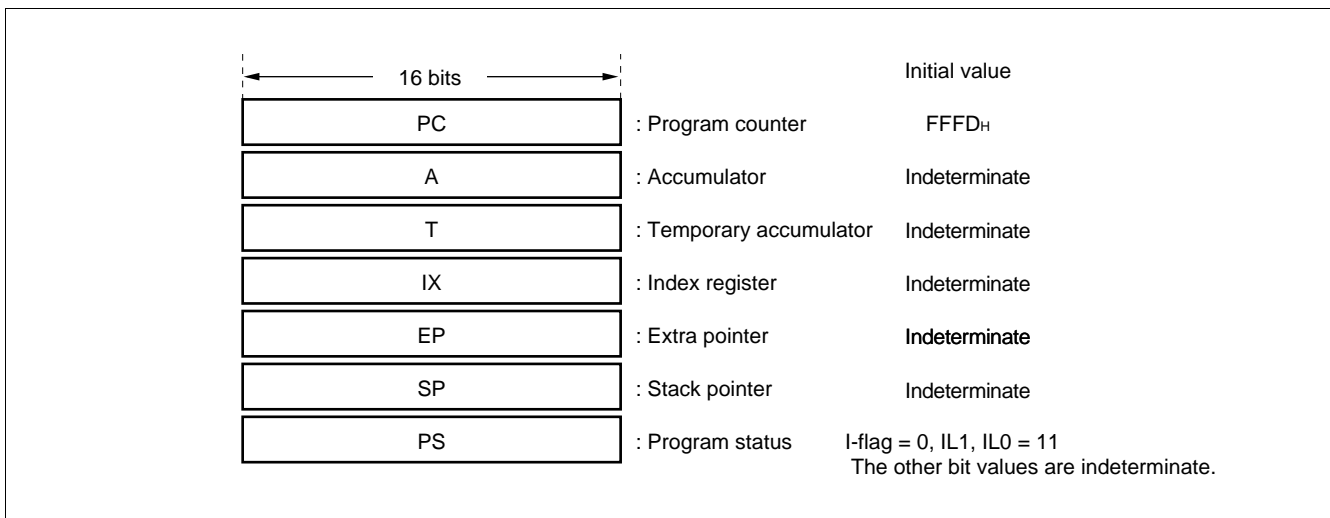 16 bits Initial value
PC : Program counter FFFDH
A : Accumulator Indeterminate
T : Temporary accumulator Indeterminate
IX : Index register Indeterminate
EP : Extra pointer Indeterminate
SP : Stack pointer Indeterminate
PS : Program status I-flag = 0, IL1, IL0 = 11
The other bit values are indeterminate.